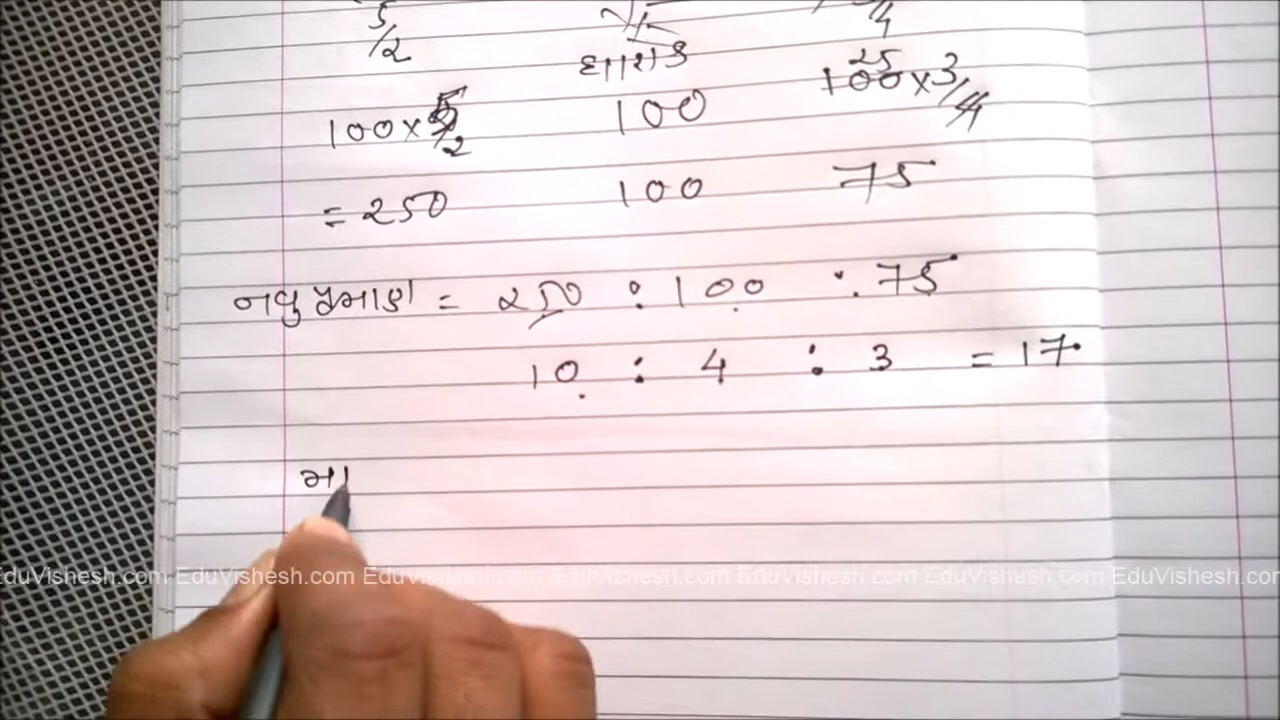 5/2 /4
ધારોકે 25
100×5/2 100 100×3/4
= 250 100 75
નવુ પ્રમાણ = 250 : 100 : 75
10 : 4 : 3 = 17
મા
EduVishesh.com EduVishesh.com EduVishesh.com EduVishesh.com EduVishesh.com EduVishesh.com EduVishesh.com